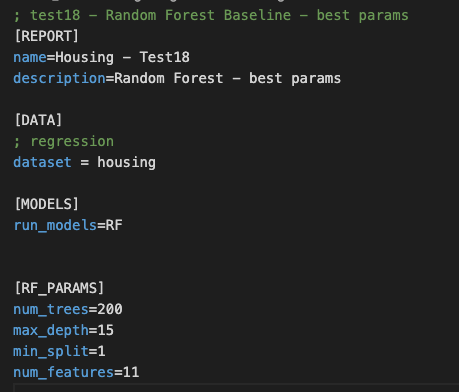 ; test18 - Random Forest Baseline - best params
[REPORT]
name=Housing - Test18
description=Random Forest - best params
[DATA]
; regression
dataset = housing
[MODELS]
run_models=RF
[RF_PARAMS]
num_trees=200
max_depth=15
min_split=1
num_features=11